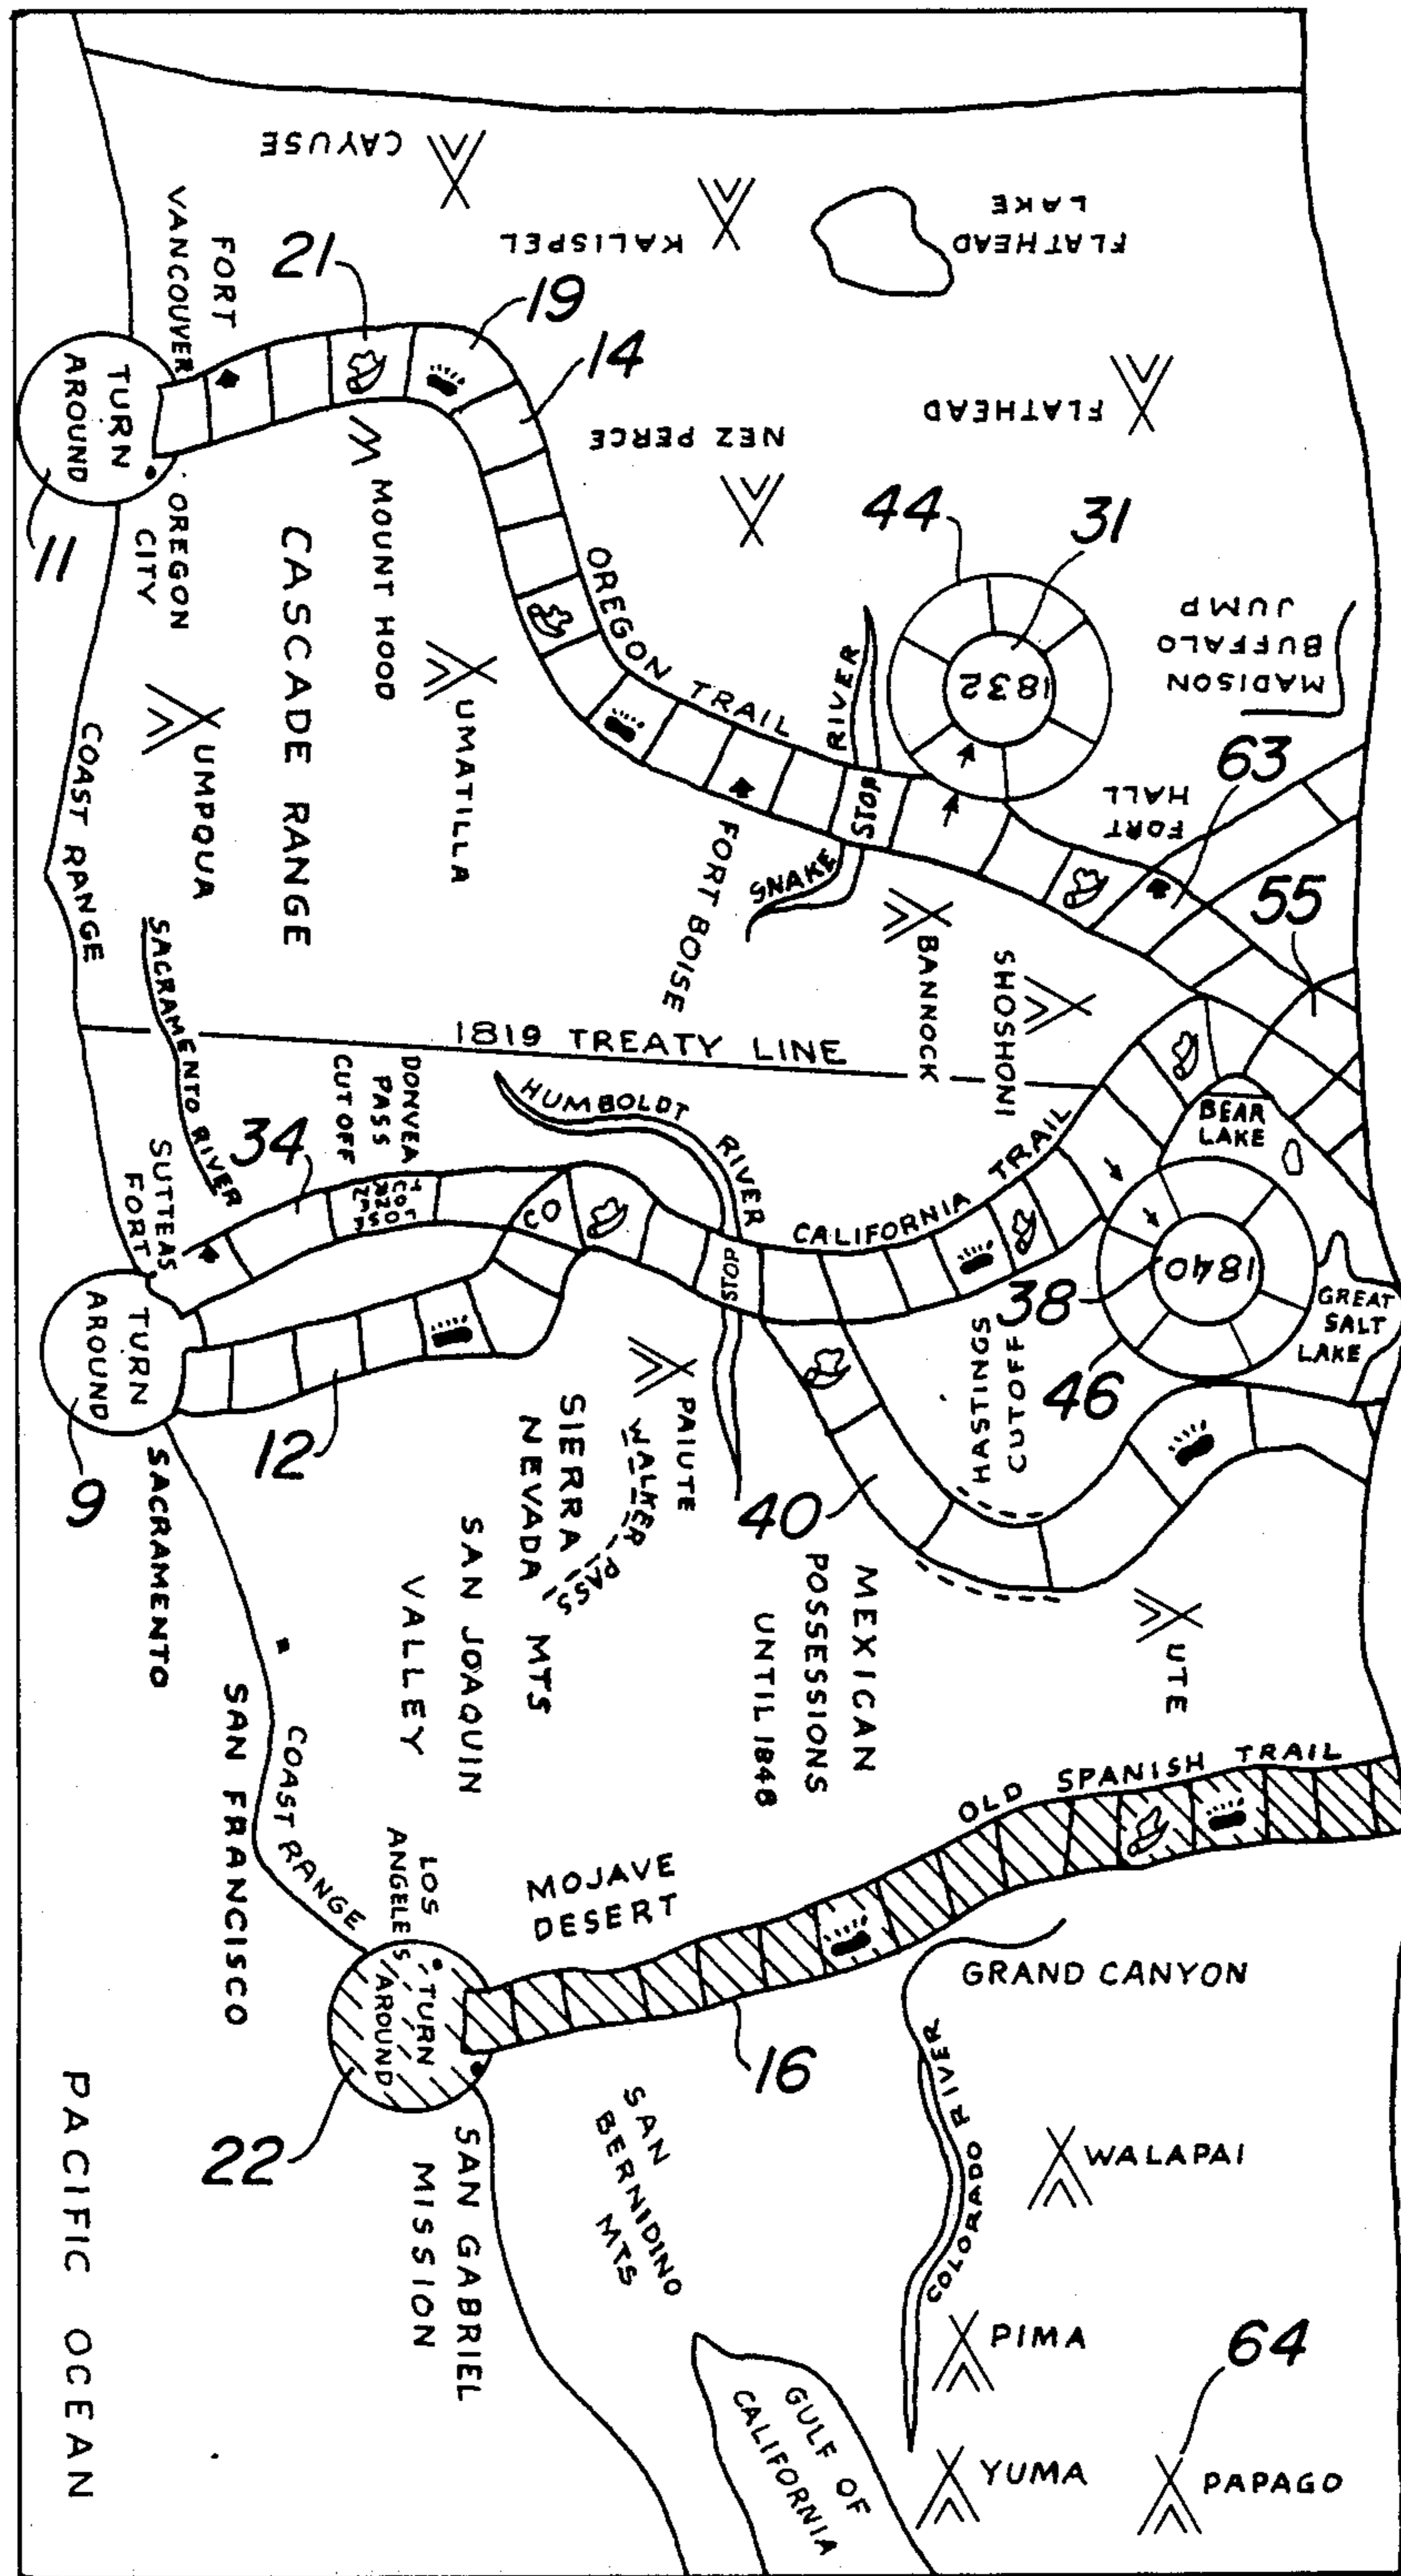 CAYUSE
KALISPEL
FLATHEAD
LAKE
FLATHEAD
NEZ PERCE
FORT
VANCOUVER
21
19
14
TURN
AROUND
11
OREGON
CITY
MOUNT HOOD
CASCADE RANGE
UMATILLA
UMPQUA
COAST RANGE
OREGON TRAIL
44
31
1832
MADISON
BUFFALO
JUMP
RIVER
STOP
SNAKE
FORT
HALL
63
55
FORT BOISE
BANNOCK
SHOSHONI
1819 TREATY LINE
SACRAMENTO RIVER
SUTTEAS
FORT
34
DONVEA
PASS
CUTOFF
LOSE
HUMBOLDT
RIVER
STOP
CO
CALIFORNIA TRAIL
BEAR
LAKE
1840
38
46
GREAT
SALT
LAKE
HASTINGS
CUTOFF
TURN
AROUND
9
12
SACRAMENTO
PAIUTE
WALKER PASS
SIERRA
NEVADA MTS
SAN JOAQUIN
VALLEY
40
MEXICAN
POSSESSIONS
UNTIL 1848
UTE
SAN FRANCISCO
COAST RANGE
OLD SPANISH TRAIL
MOJAVE
DESERT
LOS
ANGELES
TURN
AROUND
22
16
GRAND CANYON
COLORADO RIVER
SAN
BERNIDINO
MTS
SAN GABRIEL
MISSION
WALAPAI
PIMA
64
YUMA
PAPAGO
GULF OF
CALIFORNIA
PACIFIC OCEAN